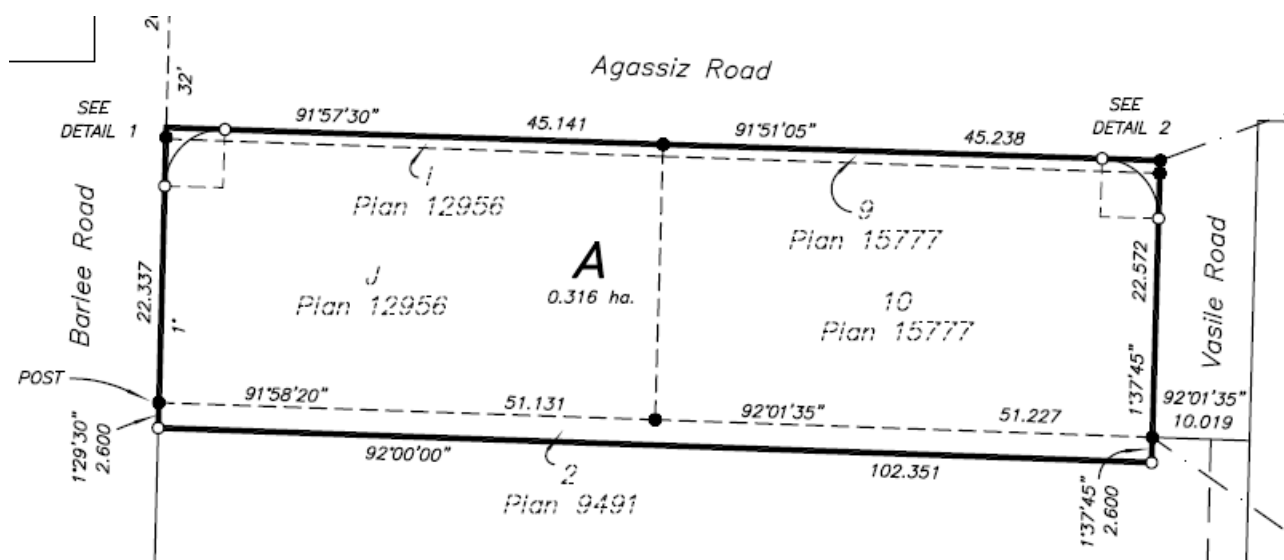 2
32'
Agassiz Road
SEE
DETAIL 1
91°57'30"
45.141
91°51'05"
45.238
SEE
DETAIL 2
1
Plan 12956
9
Plan 15777
Barlee Road
22.337
1°
J
Plan 12956
A
0.316 ha.
10
Plan 15777
22.572
1°37'45"
Vasile Road
POST
91°58'20"
51.131
92°01'35"
51.227
92°01'35"
10.019
1°29'30"
2.600
92°00'00"
2
Plan 9491
102.351
1°37'45"
2.600